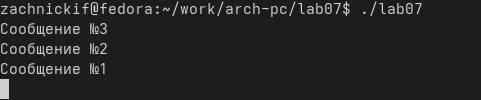 zachnickif@fedora:~/work/arch-pc/lab07$ ./lab07
Сообщение №3
Сообщение №2
Сообщение №1